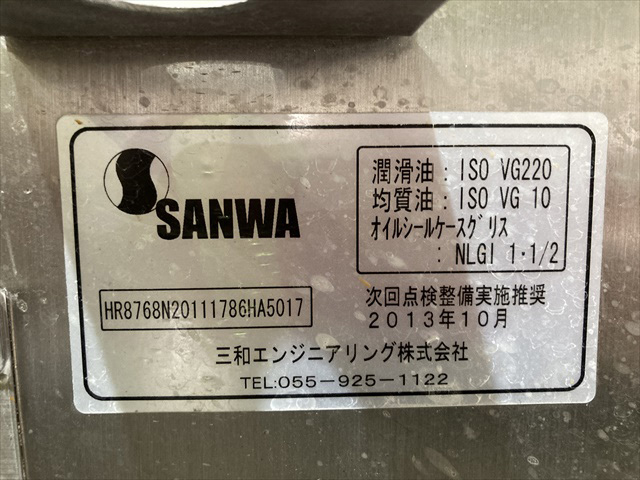 SANWA
潤滑油 : ISO VG220
均質油 : ISO VG 10
オイルシールケースグリス
: NLGI 1・1/2
HR8768N20111786HA5017
次回点検整備実施推奨
2013年10月
三和エンジニアリング株式会社
TEL:055-925-1122